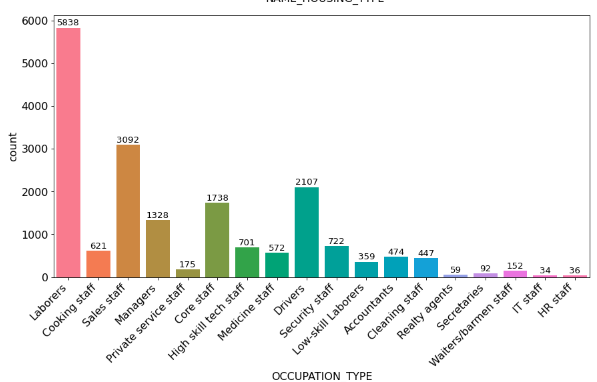 NAME_HOUSING_TYPE
6000
5000
4000
3000
2000
1000
0
count
5838
621
3092
1328
175
1738
701
572
2107
722
359
474
447
59
92
152
34
36
Laborers
Cooking staff
Sales staff
Managers
Private service staff
Core staff
High skill tech staff
Medicine staff
Drivers
Security staff
Low-skill Laborers
Accountants
Cleaning staff
Realty agents
Secretaries
Waiters/barmen staff
IT staff
HR staff
OCCUPATION_TYPE